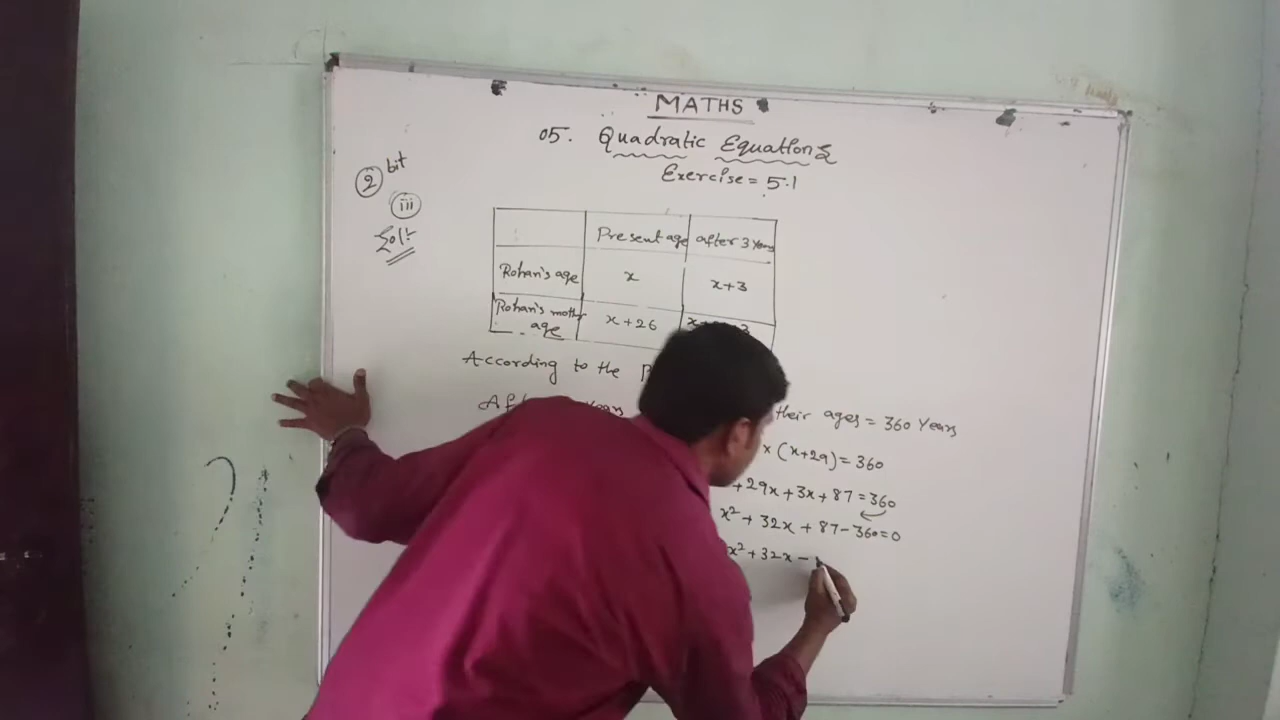 MATHS
05. Quadratic Equations
Exercise = 5.1
2 bit
iii
Sol:-
Present age after 3 Years
Rohan's age x x+3
Rohan's mother age x+26
According to the
their ages = 360 Years
x (x+29) = 360
+29x+3x+87=360
x²+32x+87-360=0
x²+32x-